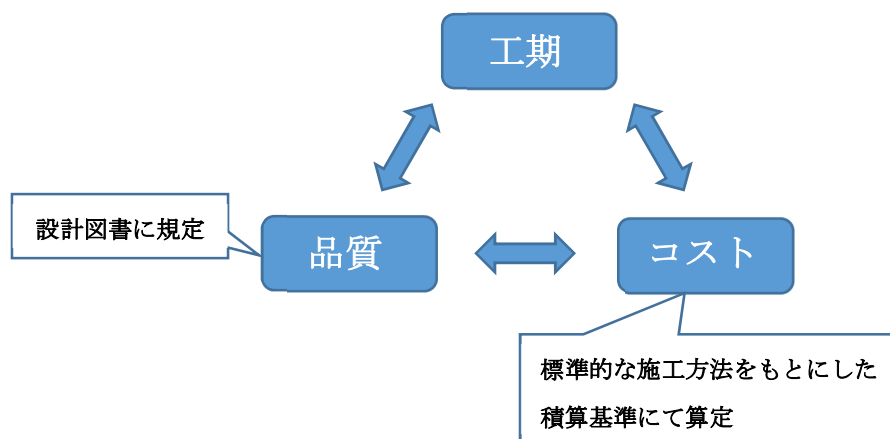 工期
設計図書に規定
品質
コスト
標準的な施工方法をもとにした
積算基準にて算定